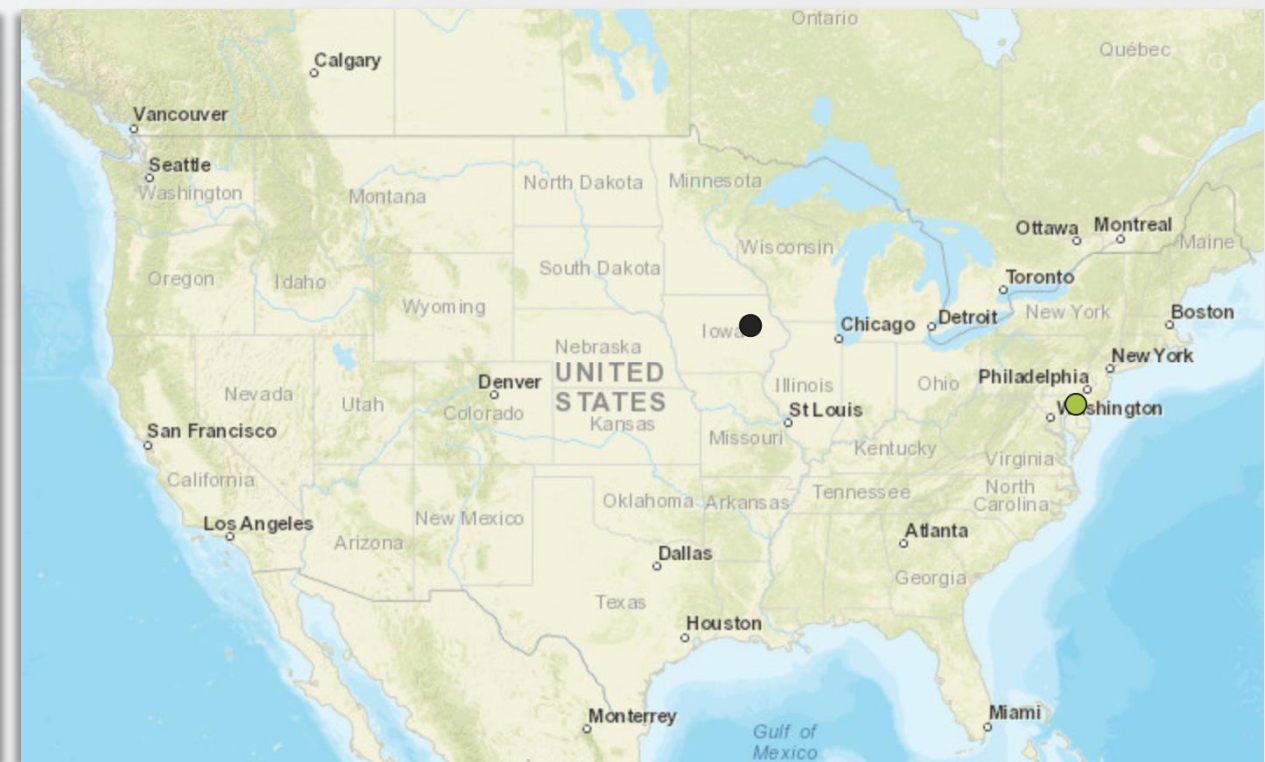 Ontario
Québec
Calgary
Vancouver
Seattle
Washington
North Dakota
Minnesota
Montana
Ottawa
Montreal
Maine
Wisconsin
South Dakota
Oregon
Idaho
Toronto
Wyoming
New York
Boston
Chicago
Detroit
Iowa
Nebraska
New York
UNITED
STATES
Denver
Philadelphia
Illinois
Ohio
Nevada
Utah
Colorado
St Louis
Washington
Kansas
San Francisco
Missouri
Kentucky
Virginia
California
Oklahoma
Arkansas
Tennessee
North
Carolina
Los Angeles
New Mexico
Arizona
Atlanta
Dallas
Georgia
Texas
Houston
Monterrey
Miami
Gulf of
Mexico